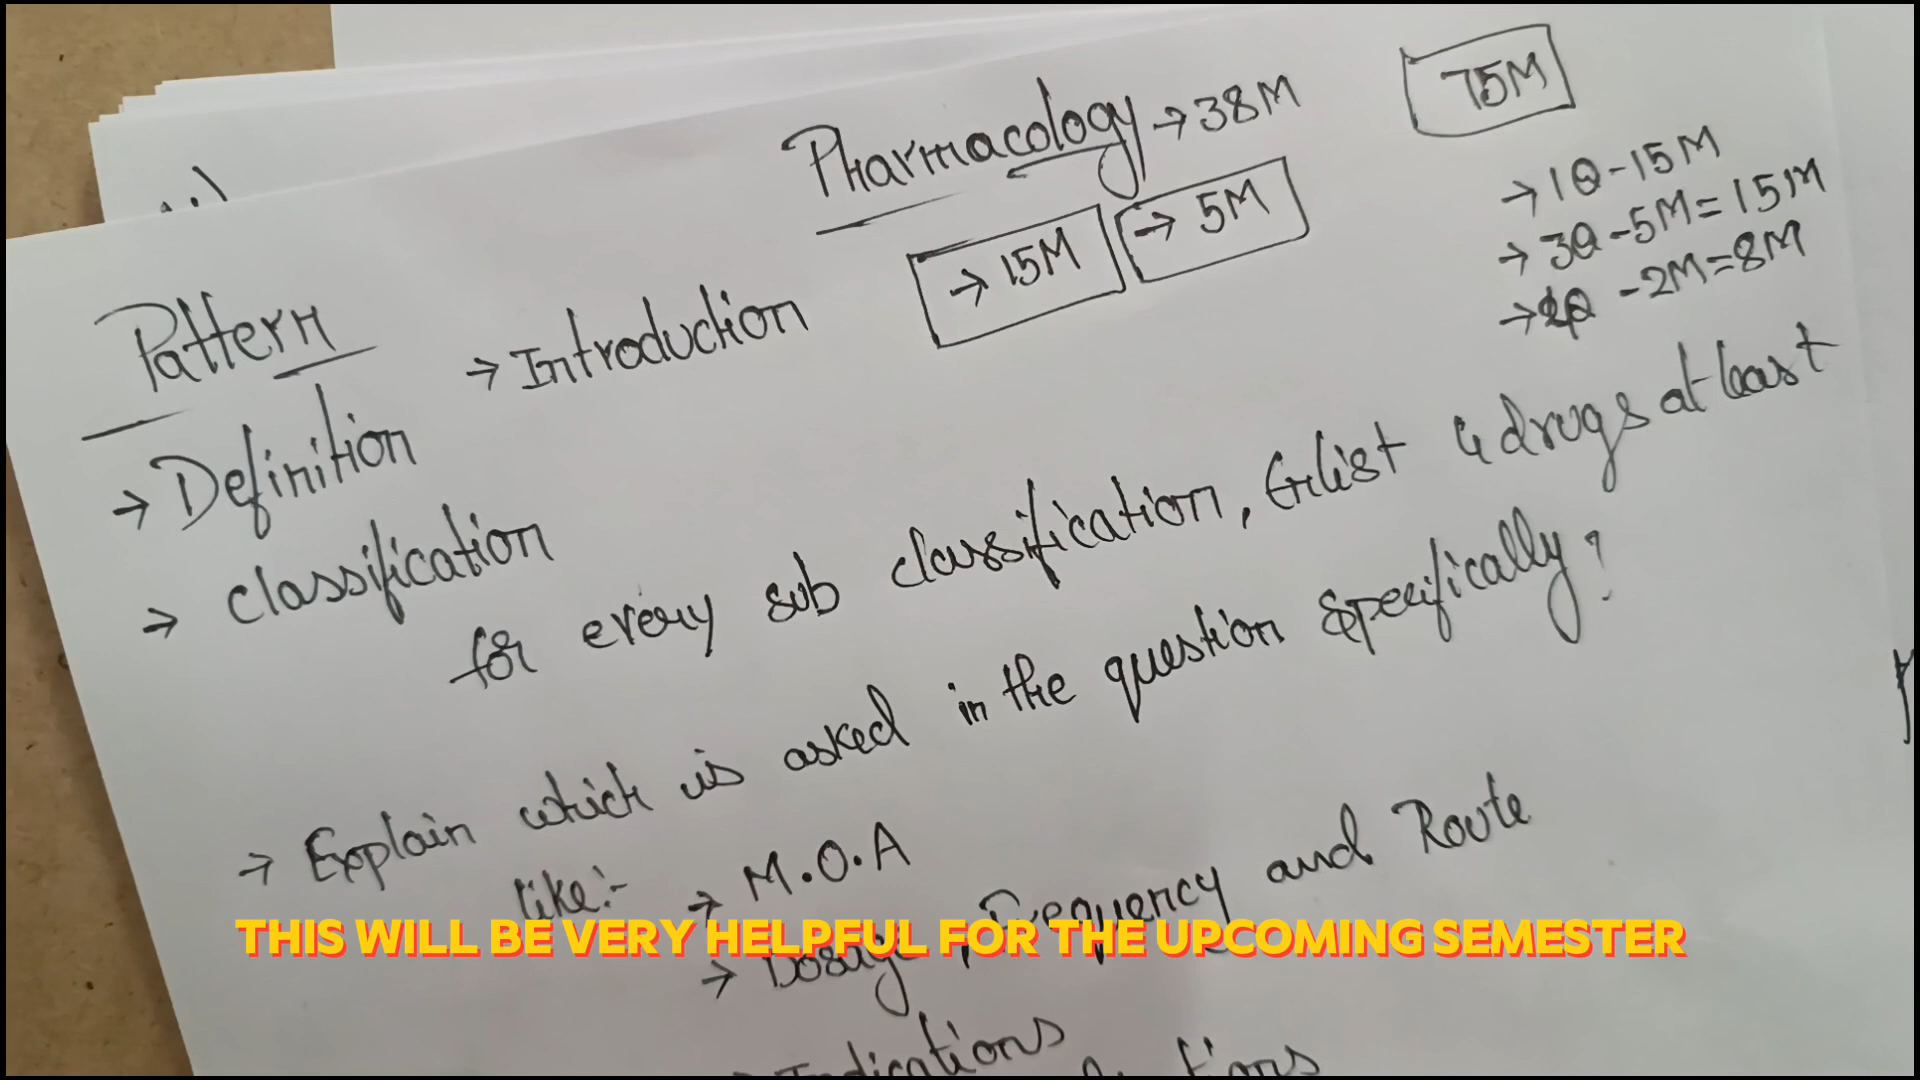 Pharmacology → 38M
75M
→ 1Q - 15M
→ 3Q - 5M = 15M
→ 4Q - 2M = 8M
→ 15M
→ 5M
Pattern
→ Introduction
→ Definition
→ classification
for every sub classification, Enlist 4 drugs at least
→ Explain which is asked in the question specifically?
like:-
→ M.O.A
→ Dosage, Frequency and Route
THIS WILL BE VERY HELPFUL FOR THE UPCOMING SEMESTER
Indications